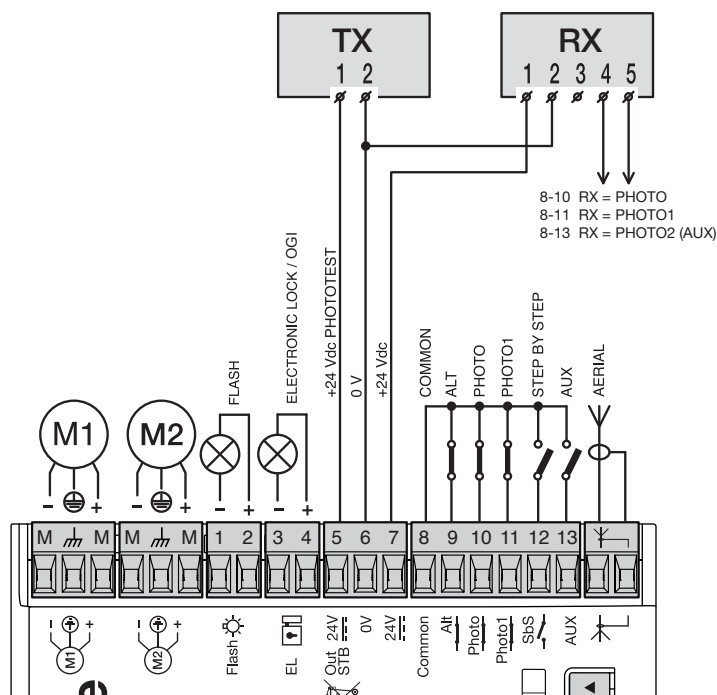 TX
1 2
RX
1 2 3 4 5
8-10 RX = PHOTO
8-11 RX = PHOTO1
8-13 RX = PHOTO2 (AUX)
FLASH
ELECTRONIC LOCK / OGI
+24 Vdc PHOTOTEST
0 V
+24 Vdc
COMMON
ALT
PHOTO
PHOTO1
STEP BY STEP
AUX
AERIAL
M1
M2
- +
- +
- +
- +
M M M M 1 2 3 4 5 6 7 8 9 10 11 12 13
- +
M1
- +
M2
Flash
EL
Out 24V
STB
0V
24V
Common
Alt
Photo
Photo1
SbS
AUX
e